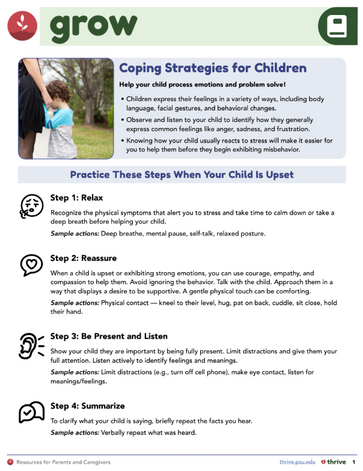 grow
Coping Strategies for Children
Help your child process emotions and problem solve!
• Children express their feelings in a variety of ways, including body
language, facial gestures, and behavioral changes.
• Observe and listen to your child to identify how they generally
express common feelings like anger, sadness, and frustration.
• Knowing how your child usually reacts to stress will make it easier for
you to help them before they begin exhibiting misbehavior.
Practice These Steps When Your Child Is Upset
Step 1: Relax
Recognize the physical symptoms that alert you to stress and take time to calm down or take a
deep breath before helping your child.
Sample actions: Deep breathe, mental pause, self-talk, relaxed posture.
Step 2: Reassure
When a child is upset or exhibiting strong emotions, you can use courage, empathy, and
compassion to help them. Avoid ignoring the behavior. Talk with the child. Approach them in a
way that displays a desire to be supportive. A gentle physical touch can be comforting.
Sample actions: Physical contact — kneel to their level, hug, pat on back, cuddle, sit close, hold
their hand.
Step 3: Be Present and Listen
Show your child they are important by being fully present. Limit distractions and give them your
full attention. Listen actively to identify feelings and meanings.
Sample actions: Limit distractions (e.g., turn off cell phone), make eye contact, listen for
meanings/feelings.
Step 4: Summarize
To clarify what your child is saying, briefly repeat the facts you hear.
Sample actions: Verbally repeat what was heard.
Resources for Parents and Caregivers
thrive.psu.edu thrive 1